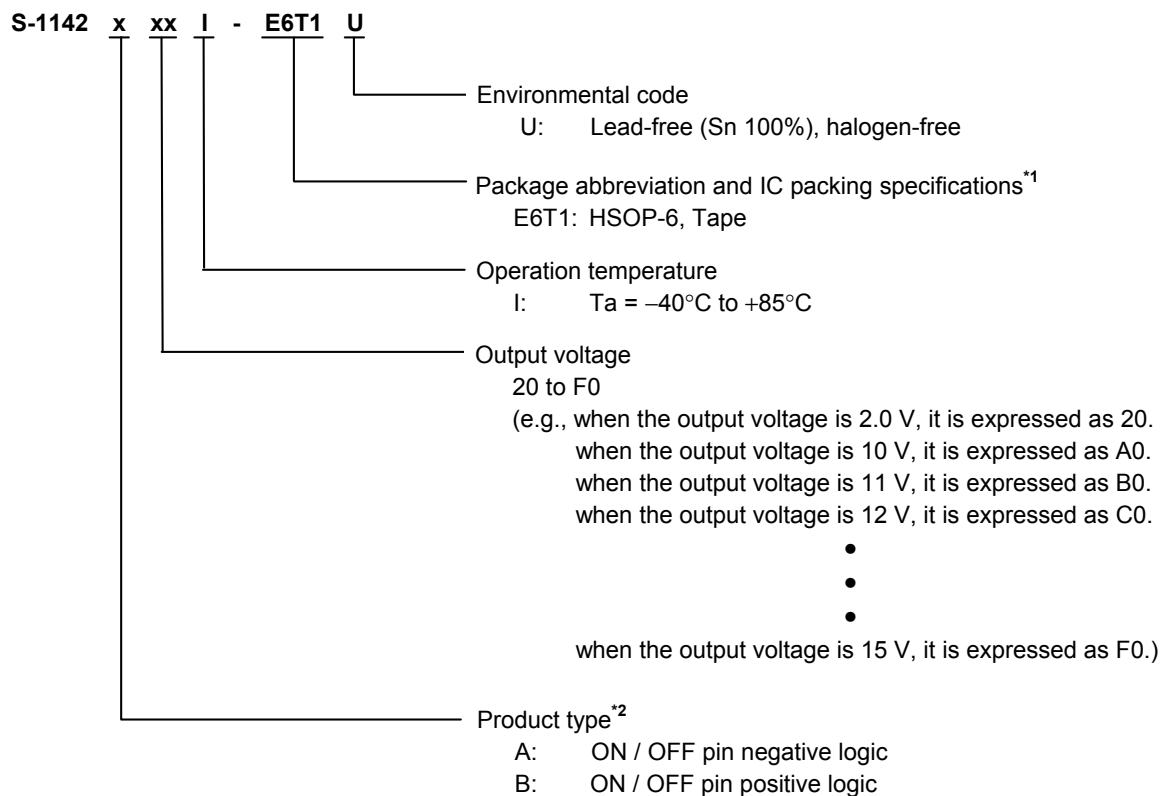 S-1142 x xx I - E6T1 U
Environmental code
U: Lead-free (Sn 100%), halogen-free
Package abbreviation and IC packing specifications*1
E6T1: HSOP-6, Tape
Operation temperature
I: Ta = −40°C to +85°C
Output voltage
20 to F0
(e.g., when the output voltage is 2.0 V, it is expressed as 20.
when the output voltage is 10 V, it is expressed as A0.
when the output voltage is 11 V, it is expressed as B0.
when the output voltage is 12 V, it is expressed as C0.
•
•
•
when the output voltage is 15 V, it is expressed as F0.)
Product type*2
A: ON / OFF pin negative logic
B: ON / OFF pin positive logic